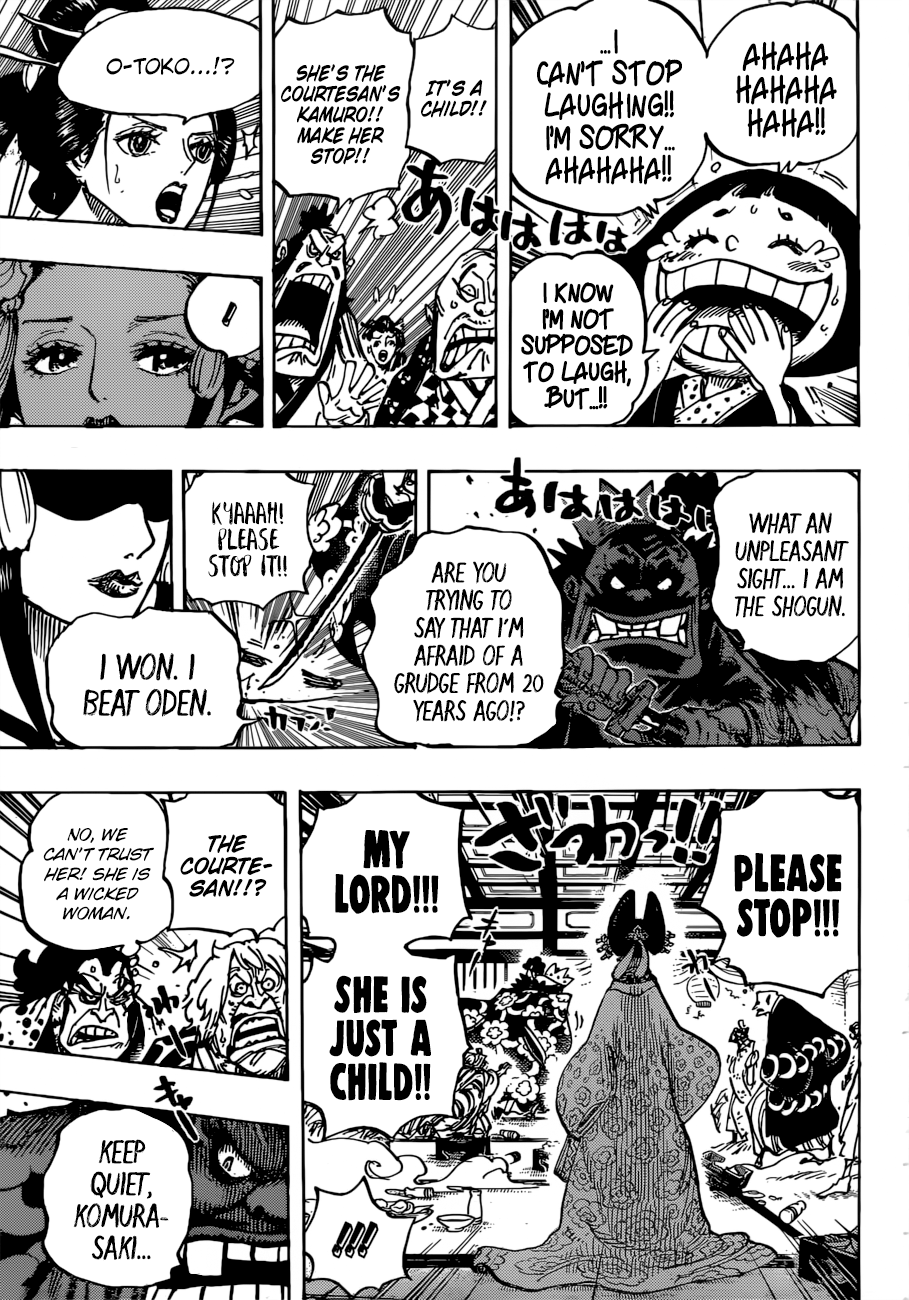 AHAHA
HAHAHA
HAHA!!
...I
CAN'T STOP
LAUGHING!!
I'M SORRY...
AHAHAHA!!
I KNOW
I'M NOT
SUPPOSED
TO LAUGH,
BUT...!!
あはははは
IT'S A
CHILD!!
SHE'S THE
COURTESAN'S
KAMURO!!
MAKE HER
STOP!!
O-TOKO...!?
!
WHAT AN
UNPLEASANT
SIGHT... I AM
THE SHOGUN.
あはははは
ARE YOU
TRYING TO
SAY THAT I'M
AFRAID OF A
GRUDGE FROM 20
YEARS AGO!?
KYAAAH!
PLEASE
STOP IT!!
I WON. I
BEAT ODEN.
PLEASE
STOP!!!
ざわっ!!
MY
LORD!!!
SHE IS
JUST A
CHILD!!
!!!!
THE
COURTE-
SAN!!?
NO, WE
CAN'T TRUST
HER! SHE IS
A WICKED
WOMAN.
KEEP
QUIET,
KOMURA-
SAKI...